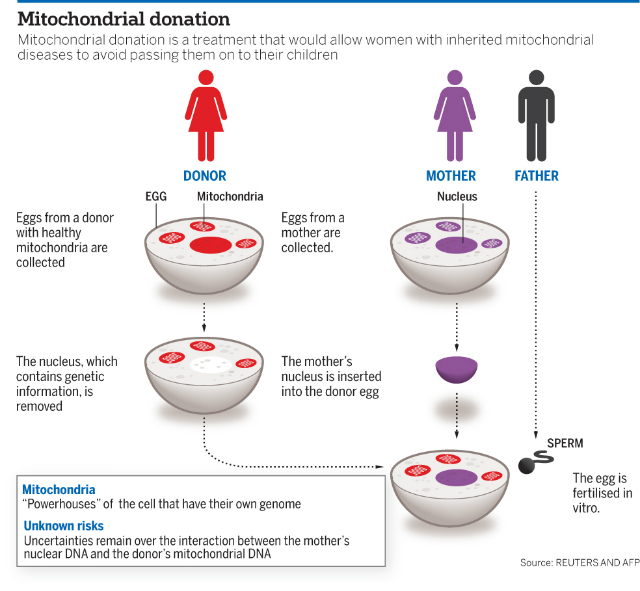 Mitochondrial donation
Mitochondrial donation is a treatment that would allow women with inherited mitochondrial
diseases to avoid passing them on to their children
DONOR
MOTHER
FATHER
EGG
Mitochondria
Nucleus
Eggs from a donor
with healthy
mitochondria are
collected
Eggs from a
mother are
collected.
The nucleus, which
contains genetic
information, is
removed
The mother's
nucleus is inserted
into the donor egg
SPERM
The egg is
fertilised in
vitro.
Mitochondria
“Powerhouses” of the cell that have their own genome
Unknown risks
Uncertainties remain over the interaction between the mother's
nuclear DNA and the donor's mitochondrial DNA
Source: REUTERS AND AFP